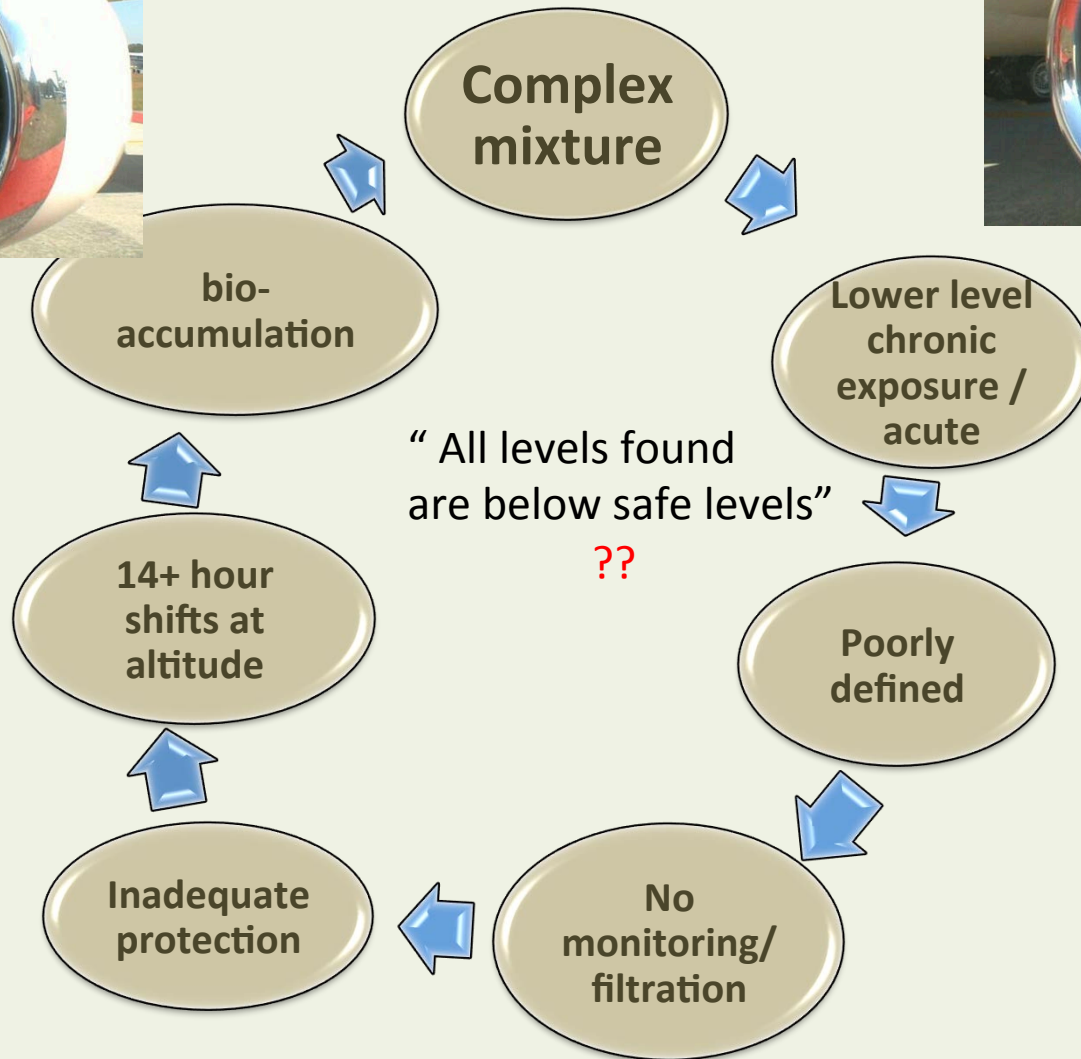 Complex
mixture
Lower level
chronic
exposure /
acute
Poorly
defined
No
monitoring/
filtration
Inadequate
protection
14+ hour
shifts at
altitude
bio-
accumulation
“ All levels found
are below safe levels”
??